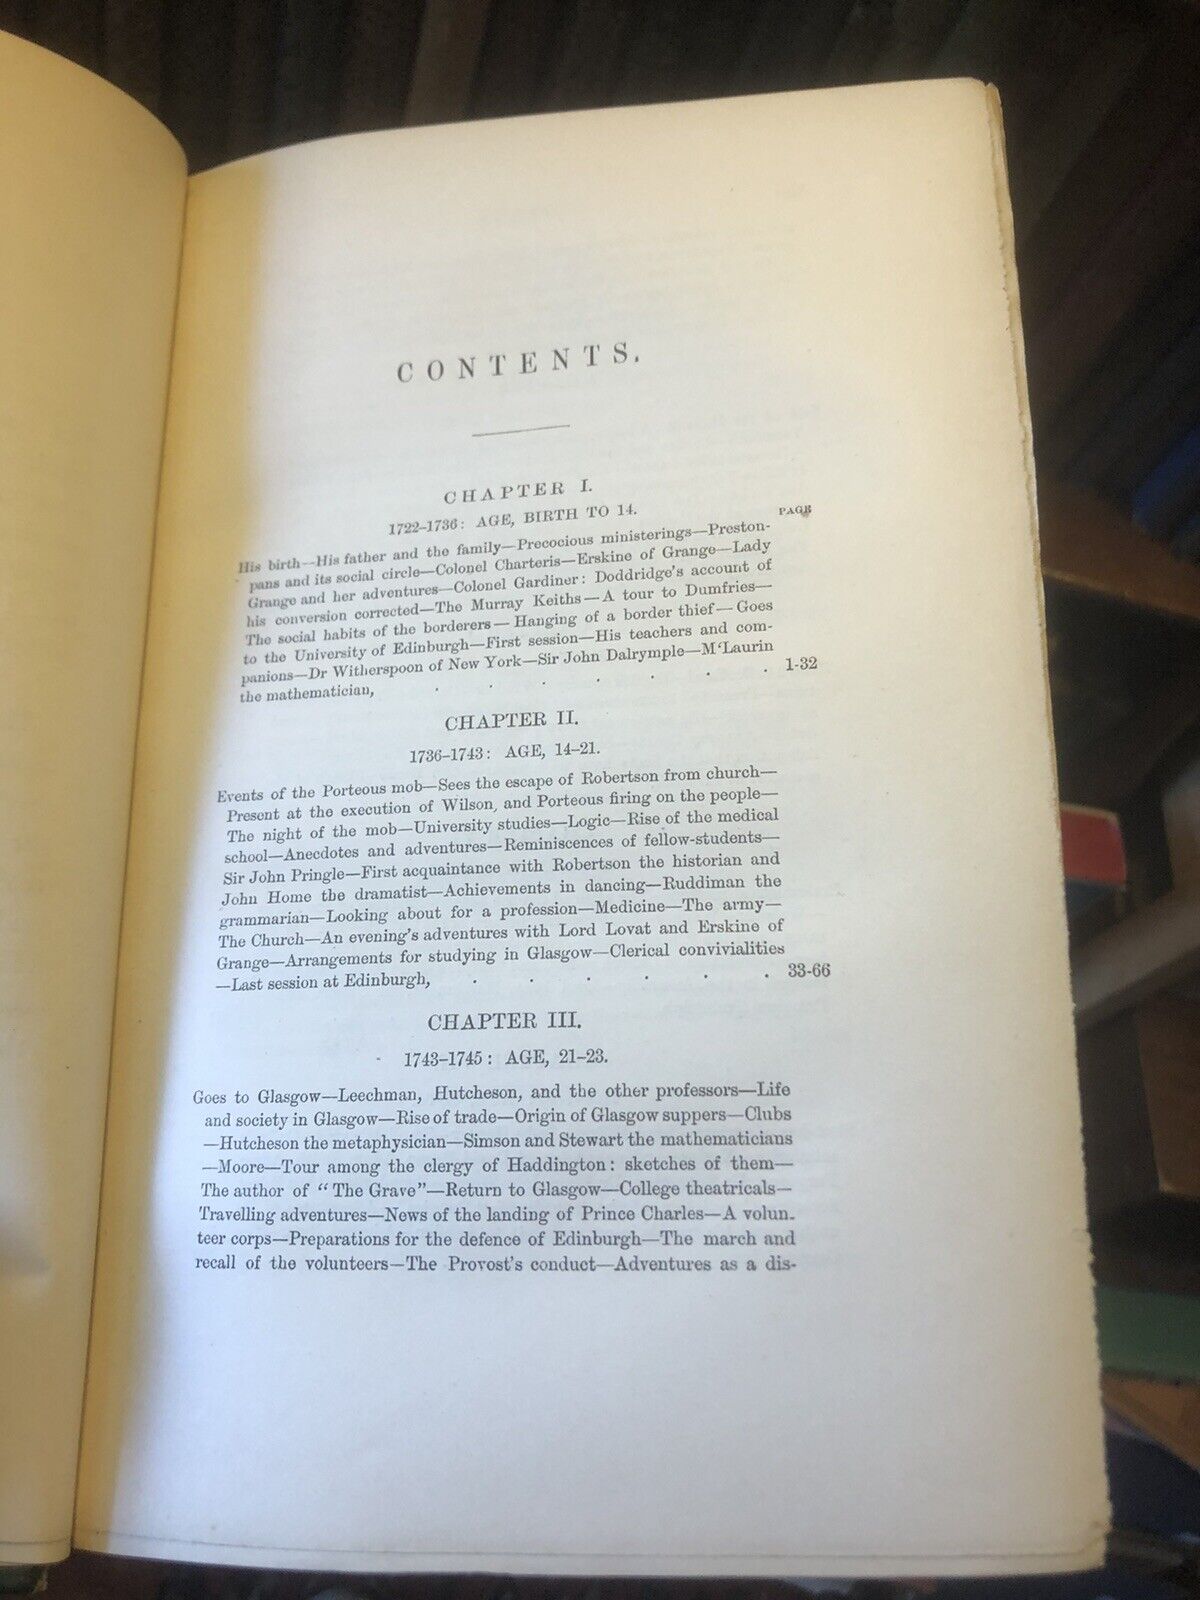 CONTENTS.
CHAPTER I.
1722-1736: AGE, BIRTH TO 14.
PAGE
His birth—His father and the family—Precocious ministerings—Preston-
pans and its social circle—Colonel Charteris—Erskine of Grange—Lady
Grange and her adventures—Colonel Gardiner: Doddridge's account of
his conversion corrected—The Murray Keiths—A tour to Dumfries—
The social habits of the borderers—Hanging of a border thief—Goes
to the University of Edinburgh—First session—His teachers and com-
panions—Dr Witherspoon of New York—Sir John Dalrymple—M'Laurin
the mathematician, . . . . . . . 1-32
CHAPTER II.
1736-1743: AGE, 14-21.
Events of the Porteous mob—Sees the escape of Robertson from church—
Present at the execution of Wilson, and Porteous firing on the people—
The night of the mob—University studies—Logic—Rise of the medical
school—Anecdotes and adventures—Reminiscences of fellow-students—
Sir John Pringle—First acquaintance with Robertson the historian and
John Home the dramatist—Achievements in dancing—Ruddiman the
grammarian—Looking about for a profession—Medicine—The army—
The Church—An evening's adventures with Lord Lovat and Erskine of
Grange—Arrangements for studying in Glasgow—Clerical convivialities
—Last session at Edinburgh, . . . . . . 33-66
CHAPTER III.
1743-1745: AGE, 21-23.
Goes to Glasgow—Leechman, Hutcheson, and the other professors—Life
and society in Glasgow—Rise of trade—Origin of Glasgow suppers—Clubs
—Hutcheson the metaphysician—Simson and Stewart the mathematicians
—Moore—Tour among the clergy of Haddington: sketches of them—
The author of "The Grave"—Return to Glasgow—College theatricals—
Travelling adventures—News of the landing of Prince Charles—A volun-
teer corps—Preparations for the defence of Edinburgh—The march and
recall of the volunteers—The Provost's conduct—Adventures as a dis-